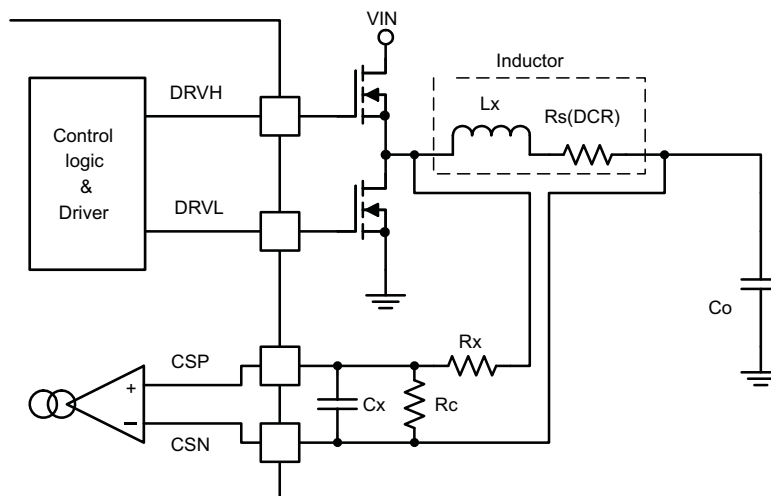 VIN
Inductor
DRVH
Lx
Rs(DCR)
Control
logic
&
Driver
DRVL
Co
Rx
CSP
+
Cx
Rc
−
CSN